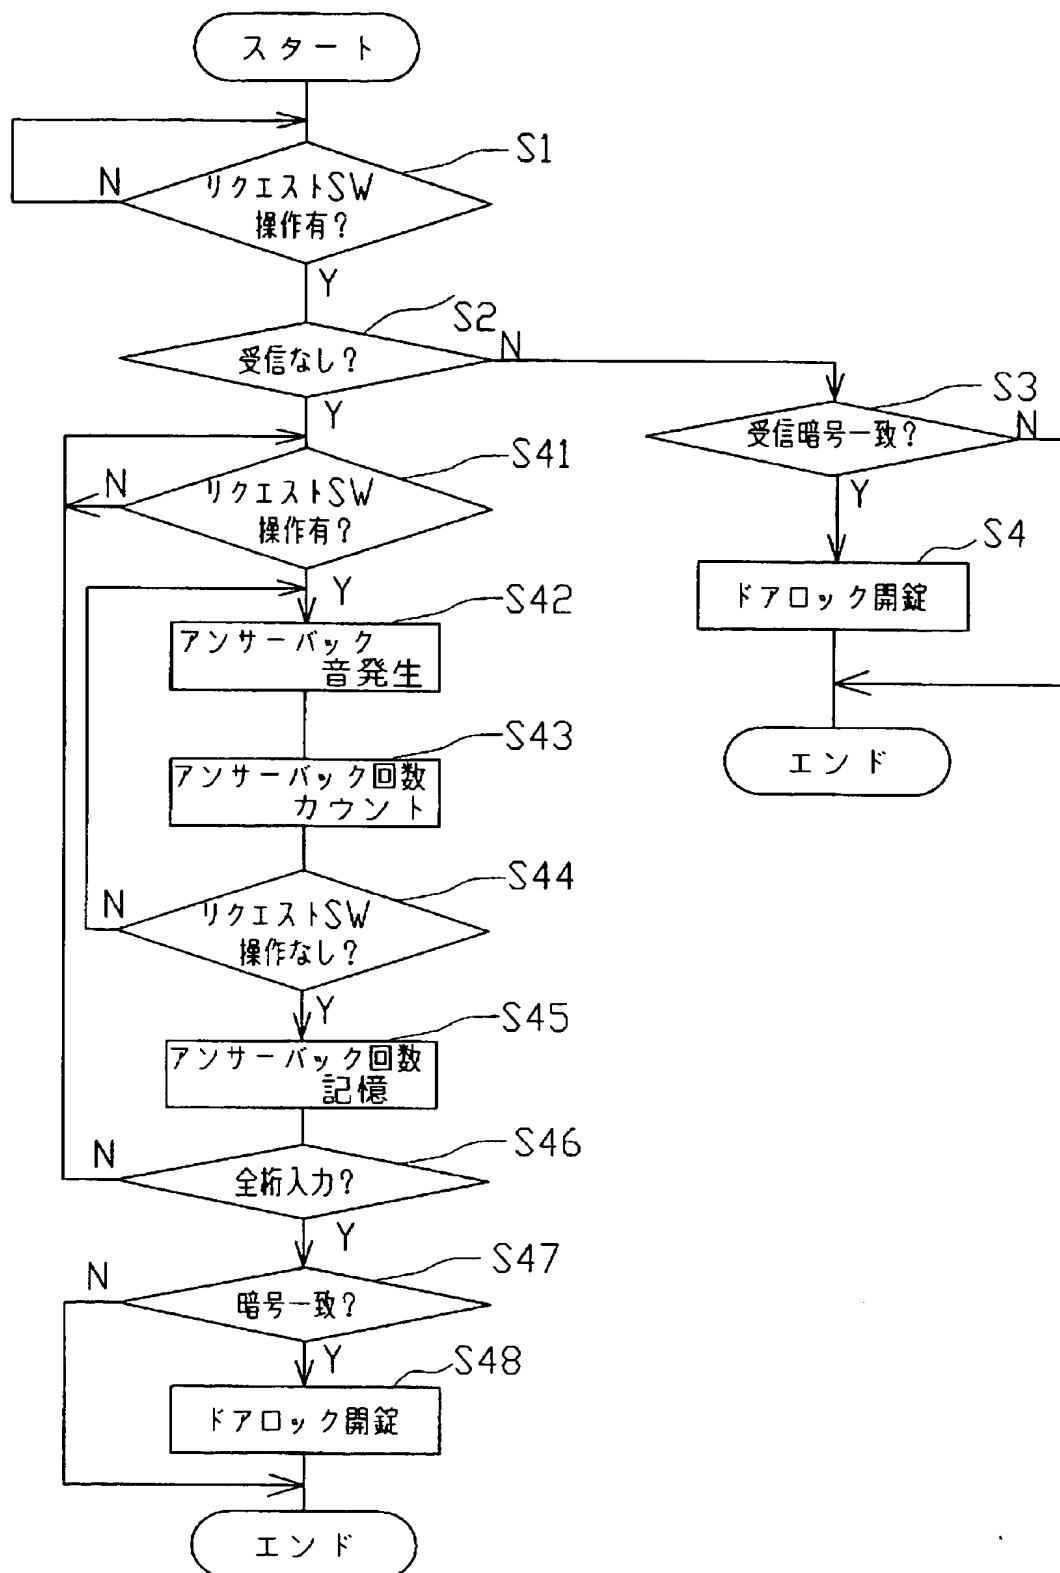 スタート
S1
N
リクエストSW
操作有?
Y
S2
受信なし?
N
Y
S3
受信暗号一致?
N
Y
S4
ドアロック開錠
エンド
S41
N
リクエストSW
操作有?
Y
S42
アンサーバック
音発生
S43
アンサーバック回数
カウント
S44
N
リクエストSW
操作なし?
Y
S45
アンサーバック回数
記憶
S46
N
全桁入力?
Y
S47
N
暗号一致?
Y
S48
ドアロック開錠
エンド